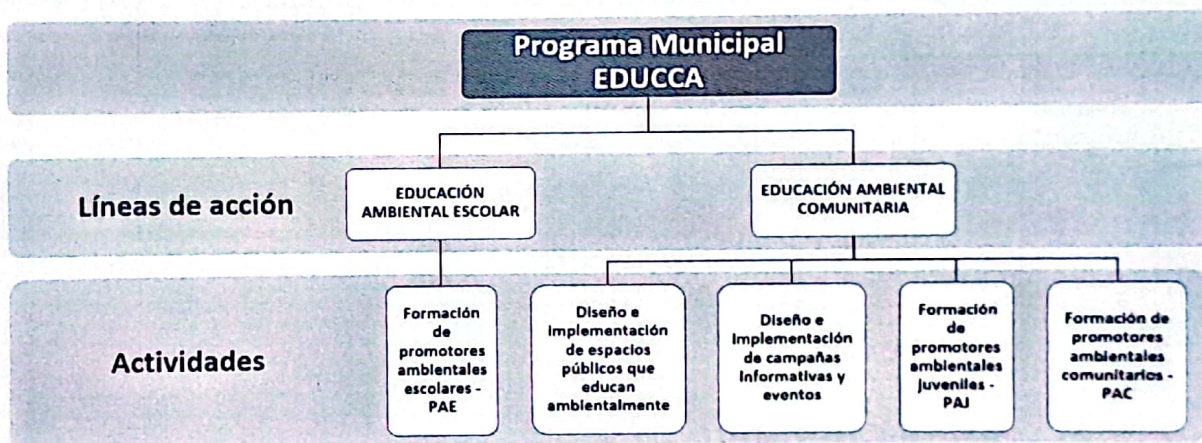 Programa Municipal
EDUCCA
Líneas de acción
EDUCACIÓN
AMBIENTAL ESCOLAR
EDUCACIÓN AMBIENTAL
COMUNITARIA
Actividades
Formación
de
promotores
ambientales
escolares -
PAE
Diseño e
Implementación
de espacios
públicos que
educan
ambientalmente
Diseño e
Implementación
de campañas
Informativas y
eventos
Formación
de
promotores
ambientales
juveniles -
PAJ
Formación de
promotores
ambientales
comunitarios -
PAC